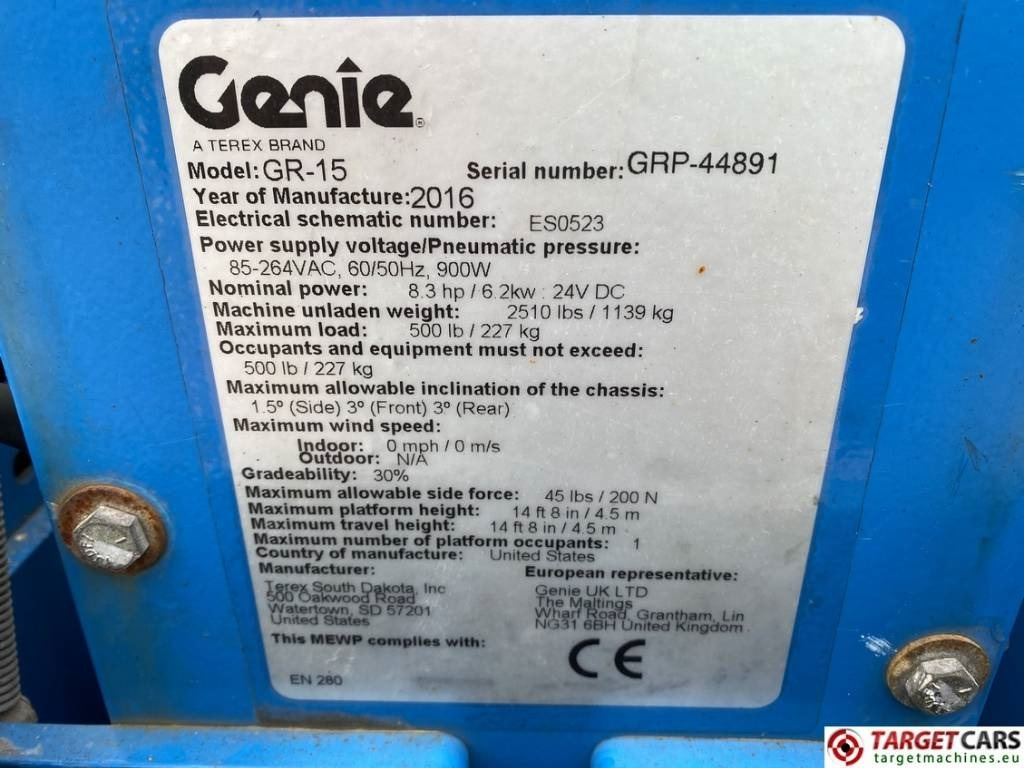 Genie®
A TEREX BRAND
Model: GR-15 Serial number: GRP-44891
Year of Manufacture: 2016
Electrical schematic number: ES0523
Power supply voltage/Pneumatic pressure:
85-264VAC, 60/50Hz, 900W
Nominal power: 8.3 hp / 6.2kw : 24V DC
Machine unladen weight: 2510 lbs / 1139 kg
Maximum load: 500 lb / 227 kg
Occupants and equipment must not exceed:
500 lb / 227 kg
Maximum allowable inclination of the chassis:
1.5º (Side) 3º (Front) 3º (Rear)
Maximum wind speed:
Indoor: 0 mph / 0 m/s
Outdoor: N/A
Gradeability: 30%
Maximum allowable side force: 45 lbs / 200 N
Maximum platform height: 14 ft 8 in / 4.5 m
Maximum travel height: 14 ft 8 in / 4.5 m
Maximum number of platform occupants: 1
Country of manufacture: United States
Manufacturer: European representative:
Terex South Dakota, Inc Genie UK LTD
500 Oakwood Road The Maltings
Watertown, SD 57201 Wharf Road, Grantham, Lin
United States NG31 6BH United Kingdom
This MEWP complies with: CE
EN 280
TARGETCARS
targetmachines.eu